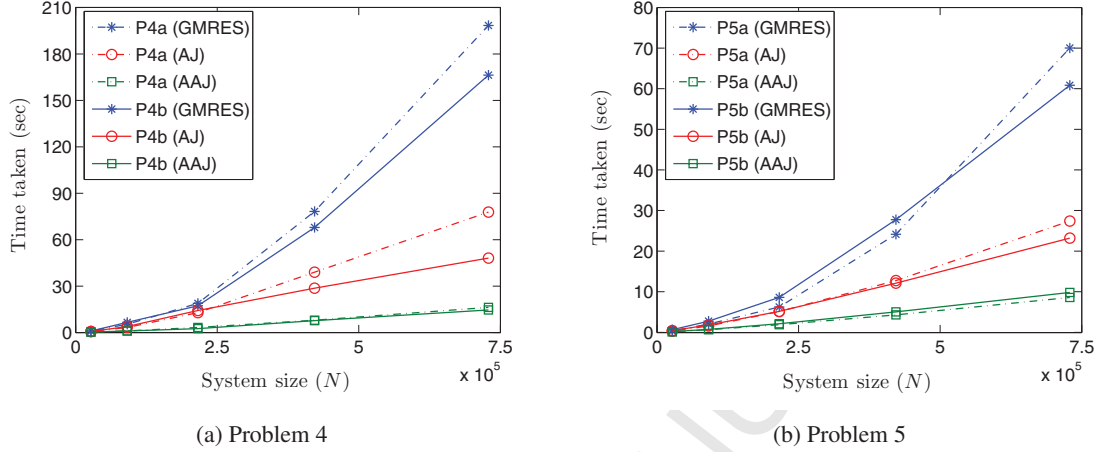 210
180
150
120
90
60
30
0
Time taken (sec)
P4a (GMRES)
P4a (AJ)
P4a (AAJ)
P4b (GMRES)
P4b (AJ)
P4b (AAJ)
0 2.5 5 7.5
x 10^5
System size (N)
(a) Problem 4
80
70
60
50
40
30
20
10
0
Time taken (sec)
P5a (GMRES)
P5a (AJ)
P5a (AAJ)
P5b (GMRES)
P5b (AJ)
P5b (AAJ)
0 2.5 5 7.5
x 10^5
System size (N)
(b) Problem 5